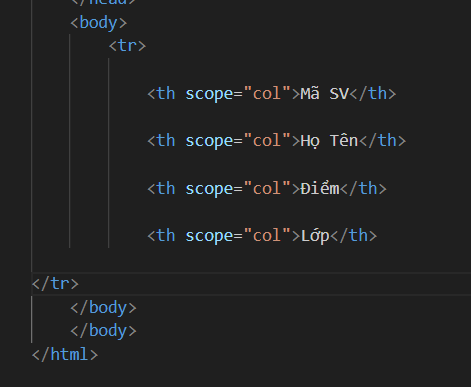 </head>
<body>
<tr>
<th scope="col">Mã SV</th>
<th scope="col">Họ Tên</th>
<th scope="col">Điểm</th>
<th scope="col">Lớp</th>
</tr>
</body>
</body>
</html>